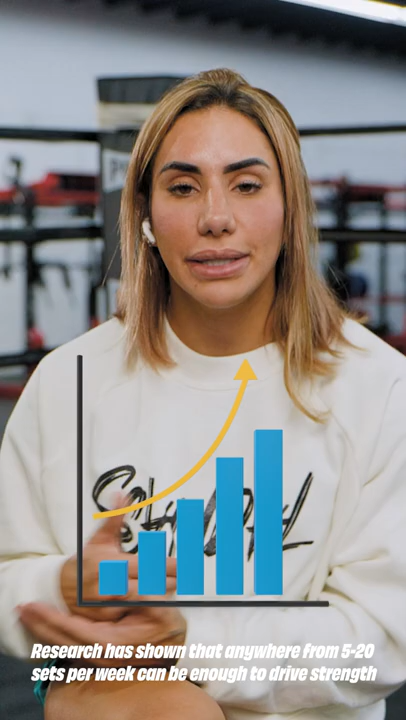 Research has shown that anywhere from 5-20
sets per week can be enough to drive strength